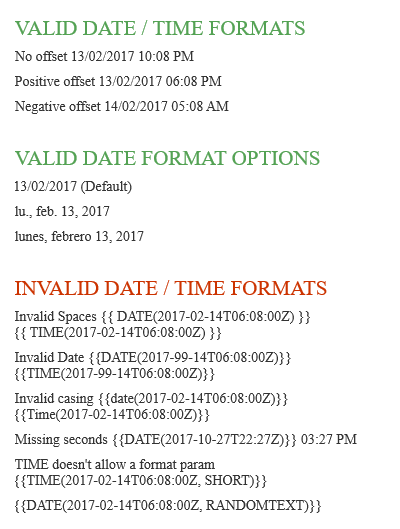 VALID DATE / TIME FORMATS
No offset 13/02/2017 10:08 PM
Positive offset 13/02/2017 06:08 PM
Negative offset 14/02/2017 05:08 AM
VALID DATE FORMAT OPTIONS
13/02/2017 (Default)
lu., feb. 13, 2017
lunes, febrero 13, 2017
INVALID DATE / TIME FORMATS
Invalid Spaces {{ DATE(2017-02-14T06:08:00Z) }}
{{ TIME(2017-02-14T06:08:00Z) }}
Invalid Date {{DATE(2017-99-14T06:08:00Z)}}
{{TIME(2017-99-14T06:08:00Z)}}
Invalid casing {{date(2017-02-14T06:08:00Z)}}
{{Time(2017-02-14T06:08:00Z)}}
Missing seconds {{DATE(2017-10-27T22:27Z)}} 03:27 PM
TIME doesn't allow a format param
{{TIME(2017-02-14T06:08:00Z, SHORT)}}
{{DATE(2017-02-14T06:08:00Z, RANDOMTEXT)}}